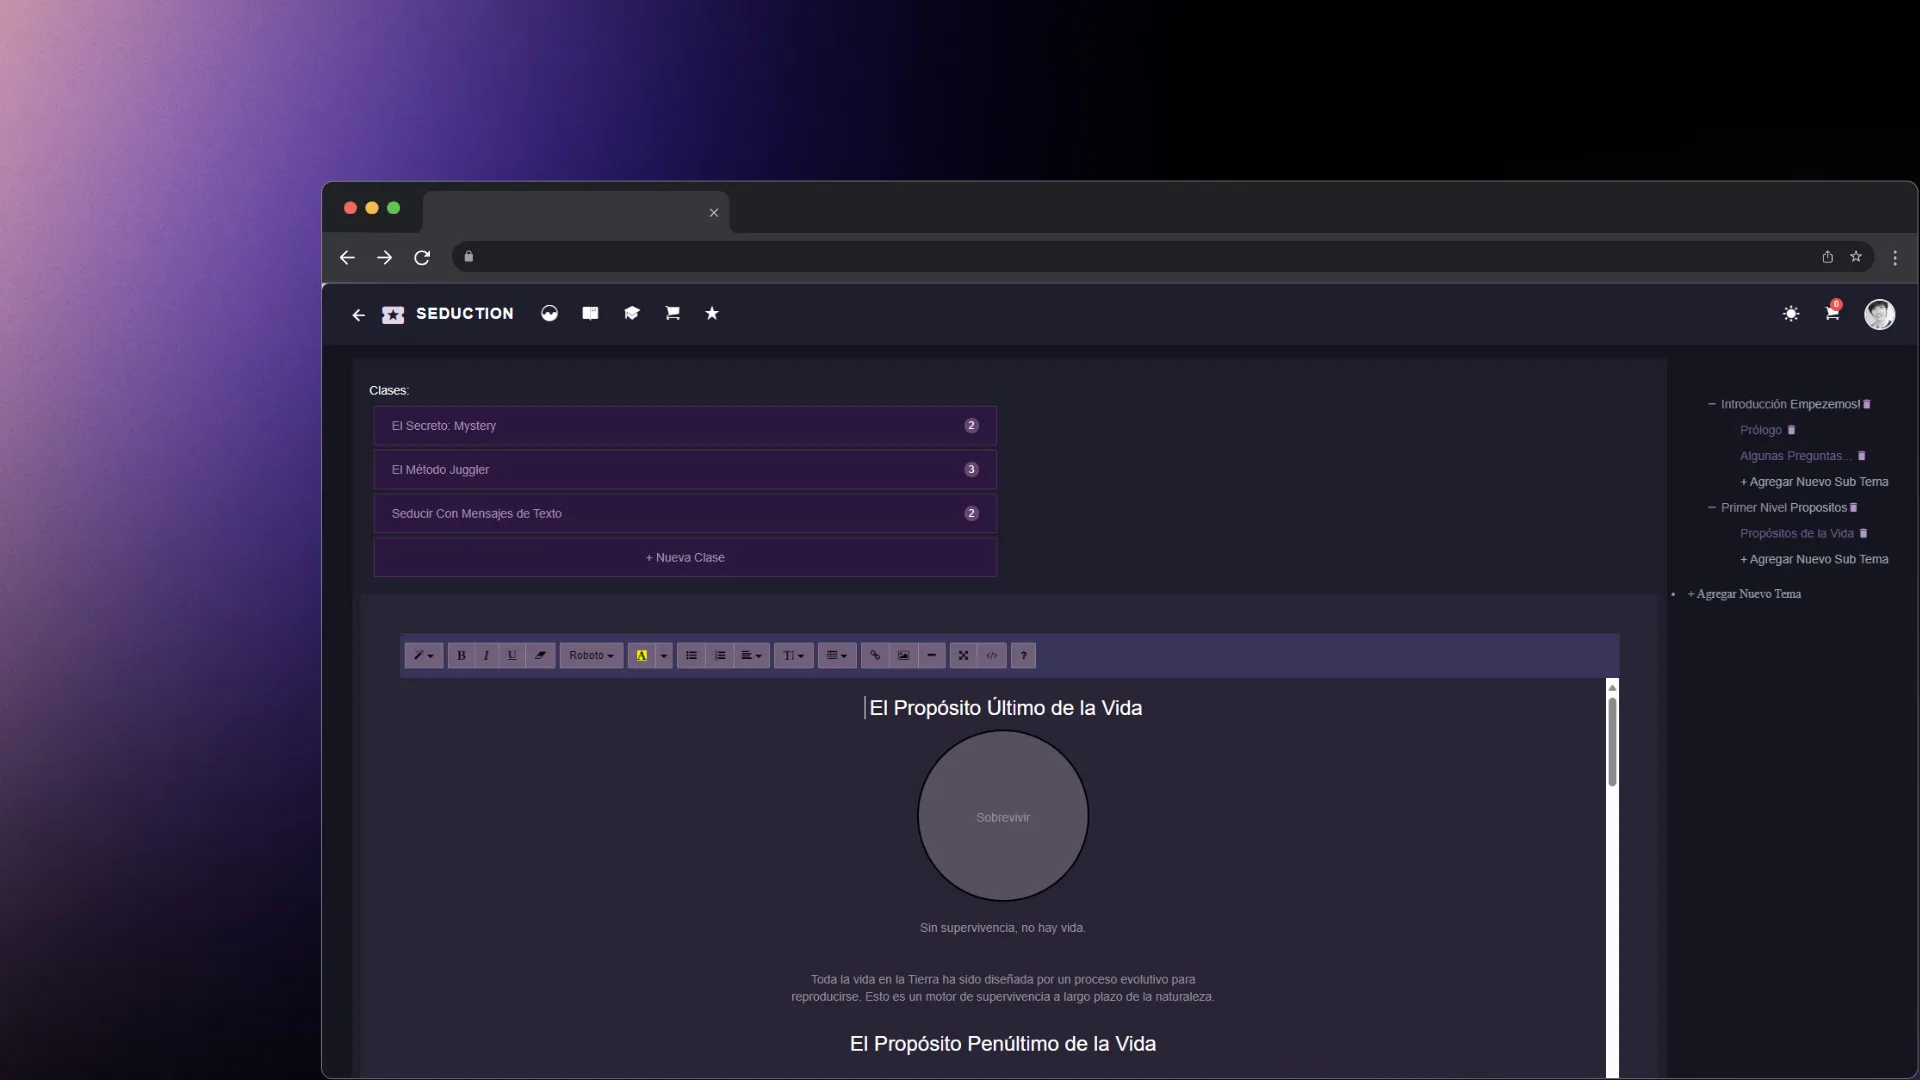 SEDUCTION
0
Clases:
El Secreto: Mystery 2
El Método Juggler 3
Seducir Con Mensajes de Texto 2
+ Nueva Clase
− Introducción Empezemos!
Prólogo
Algunas Preguntas...
+ Agregar Nuevo Sub Tema
− Primer Nivel Propositos
Propósitos de la Vida
+ Agregar Nuevo Sub Tema
• + Agregar Nuevo Tema
B I U Roboto A TI </> ?
El Propósito Último de la Vida
Sobrevivir
Sin supervivencia, no hay vida.
Toda la vida en la Tierra ha sido diseñada por un proceso evolutivo para
reproducirse. Esto es un motor de supervivencia a largo plazo de la naturaleza.
El Propósito Penúltimo de la Vida